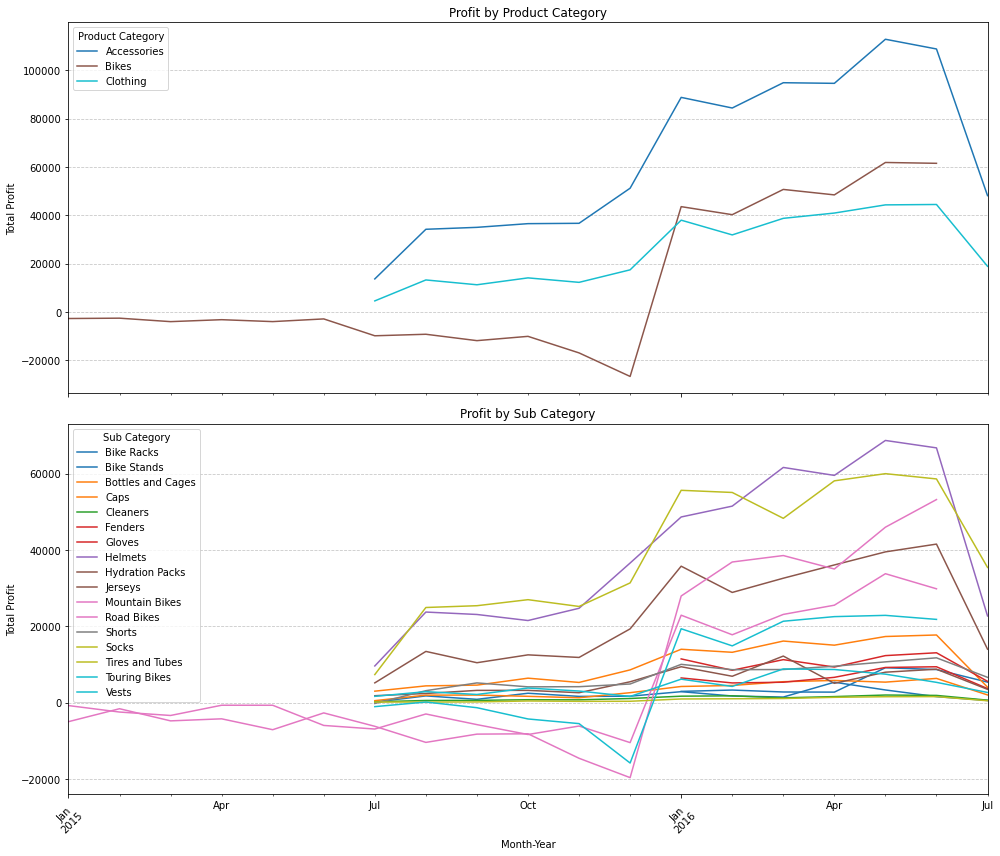 Profit by Product Category
Product Category
Accessories
Bikes
Clothing
100000
80000
60000
40000
20000
0
−20000
Total Profit
Profit by Sub Category
Sub Category
Bike Racks
Bike Stands
Bottles and Cages
Caps
Cleaners
Fenders
Gloves
Helmets
Hydration Packs
Jerseys
Mountain Bikes
Road Bikes
Shorts
Socks
Tires and Tubes
Touring Bikes
Vests
60000
40000
20000
0
−20000
Total Profit
Jan
2015
Apr
Jul
Oct
Jan
2016
Apr
Jul
Month-Year